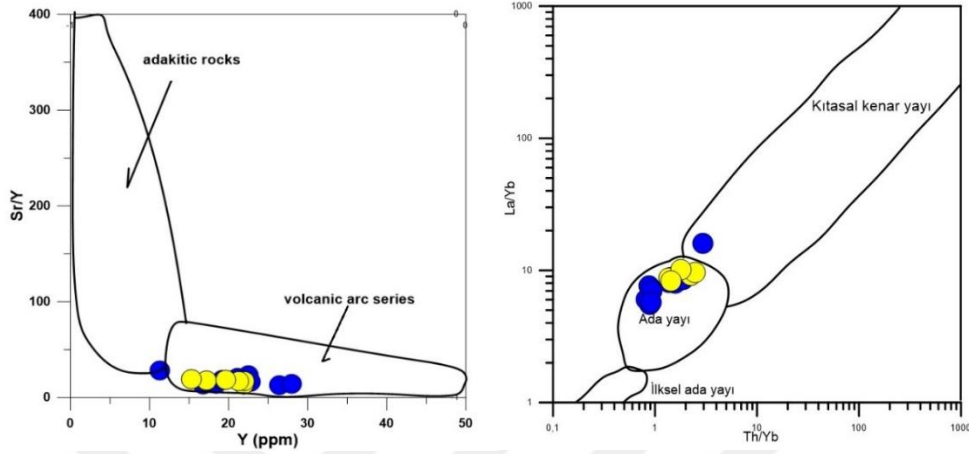 400
300
200
100
0
Sr/Y
adakitic rocks
volcanic arc series
0
0
0 10 20 30 40 50
Y (ppm)
1000
100
10
1
La/Yb
Kıtasal kenar yayı
Ada yayı
İlksel ada yayı
0,1 1 10 100 1000
Th/Yb